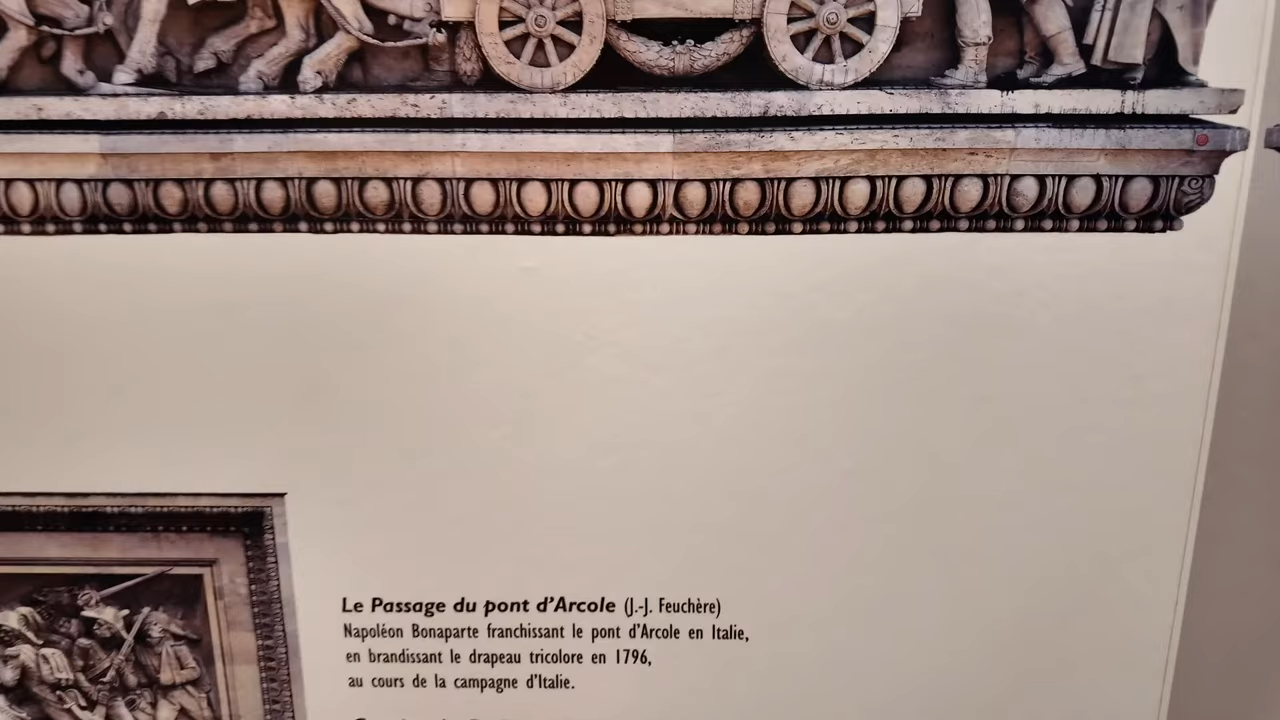 Le Passage du pont d'Arcole (J.-J. Feuchère)
Napoléon Bonaparte franchissant le pont d'Arcole en Italie,
en brandissant le drapeau tricolore en 1796,
au cours de la campagne d'Italie.